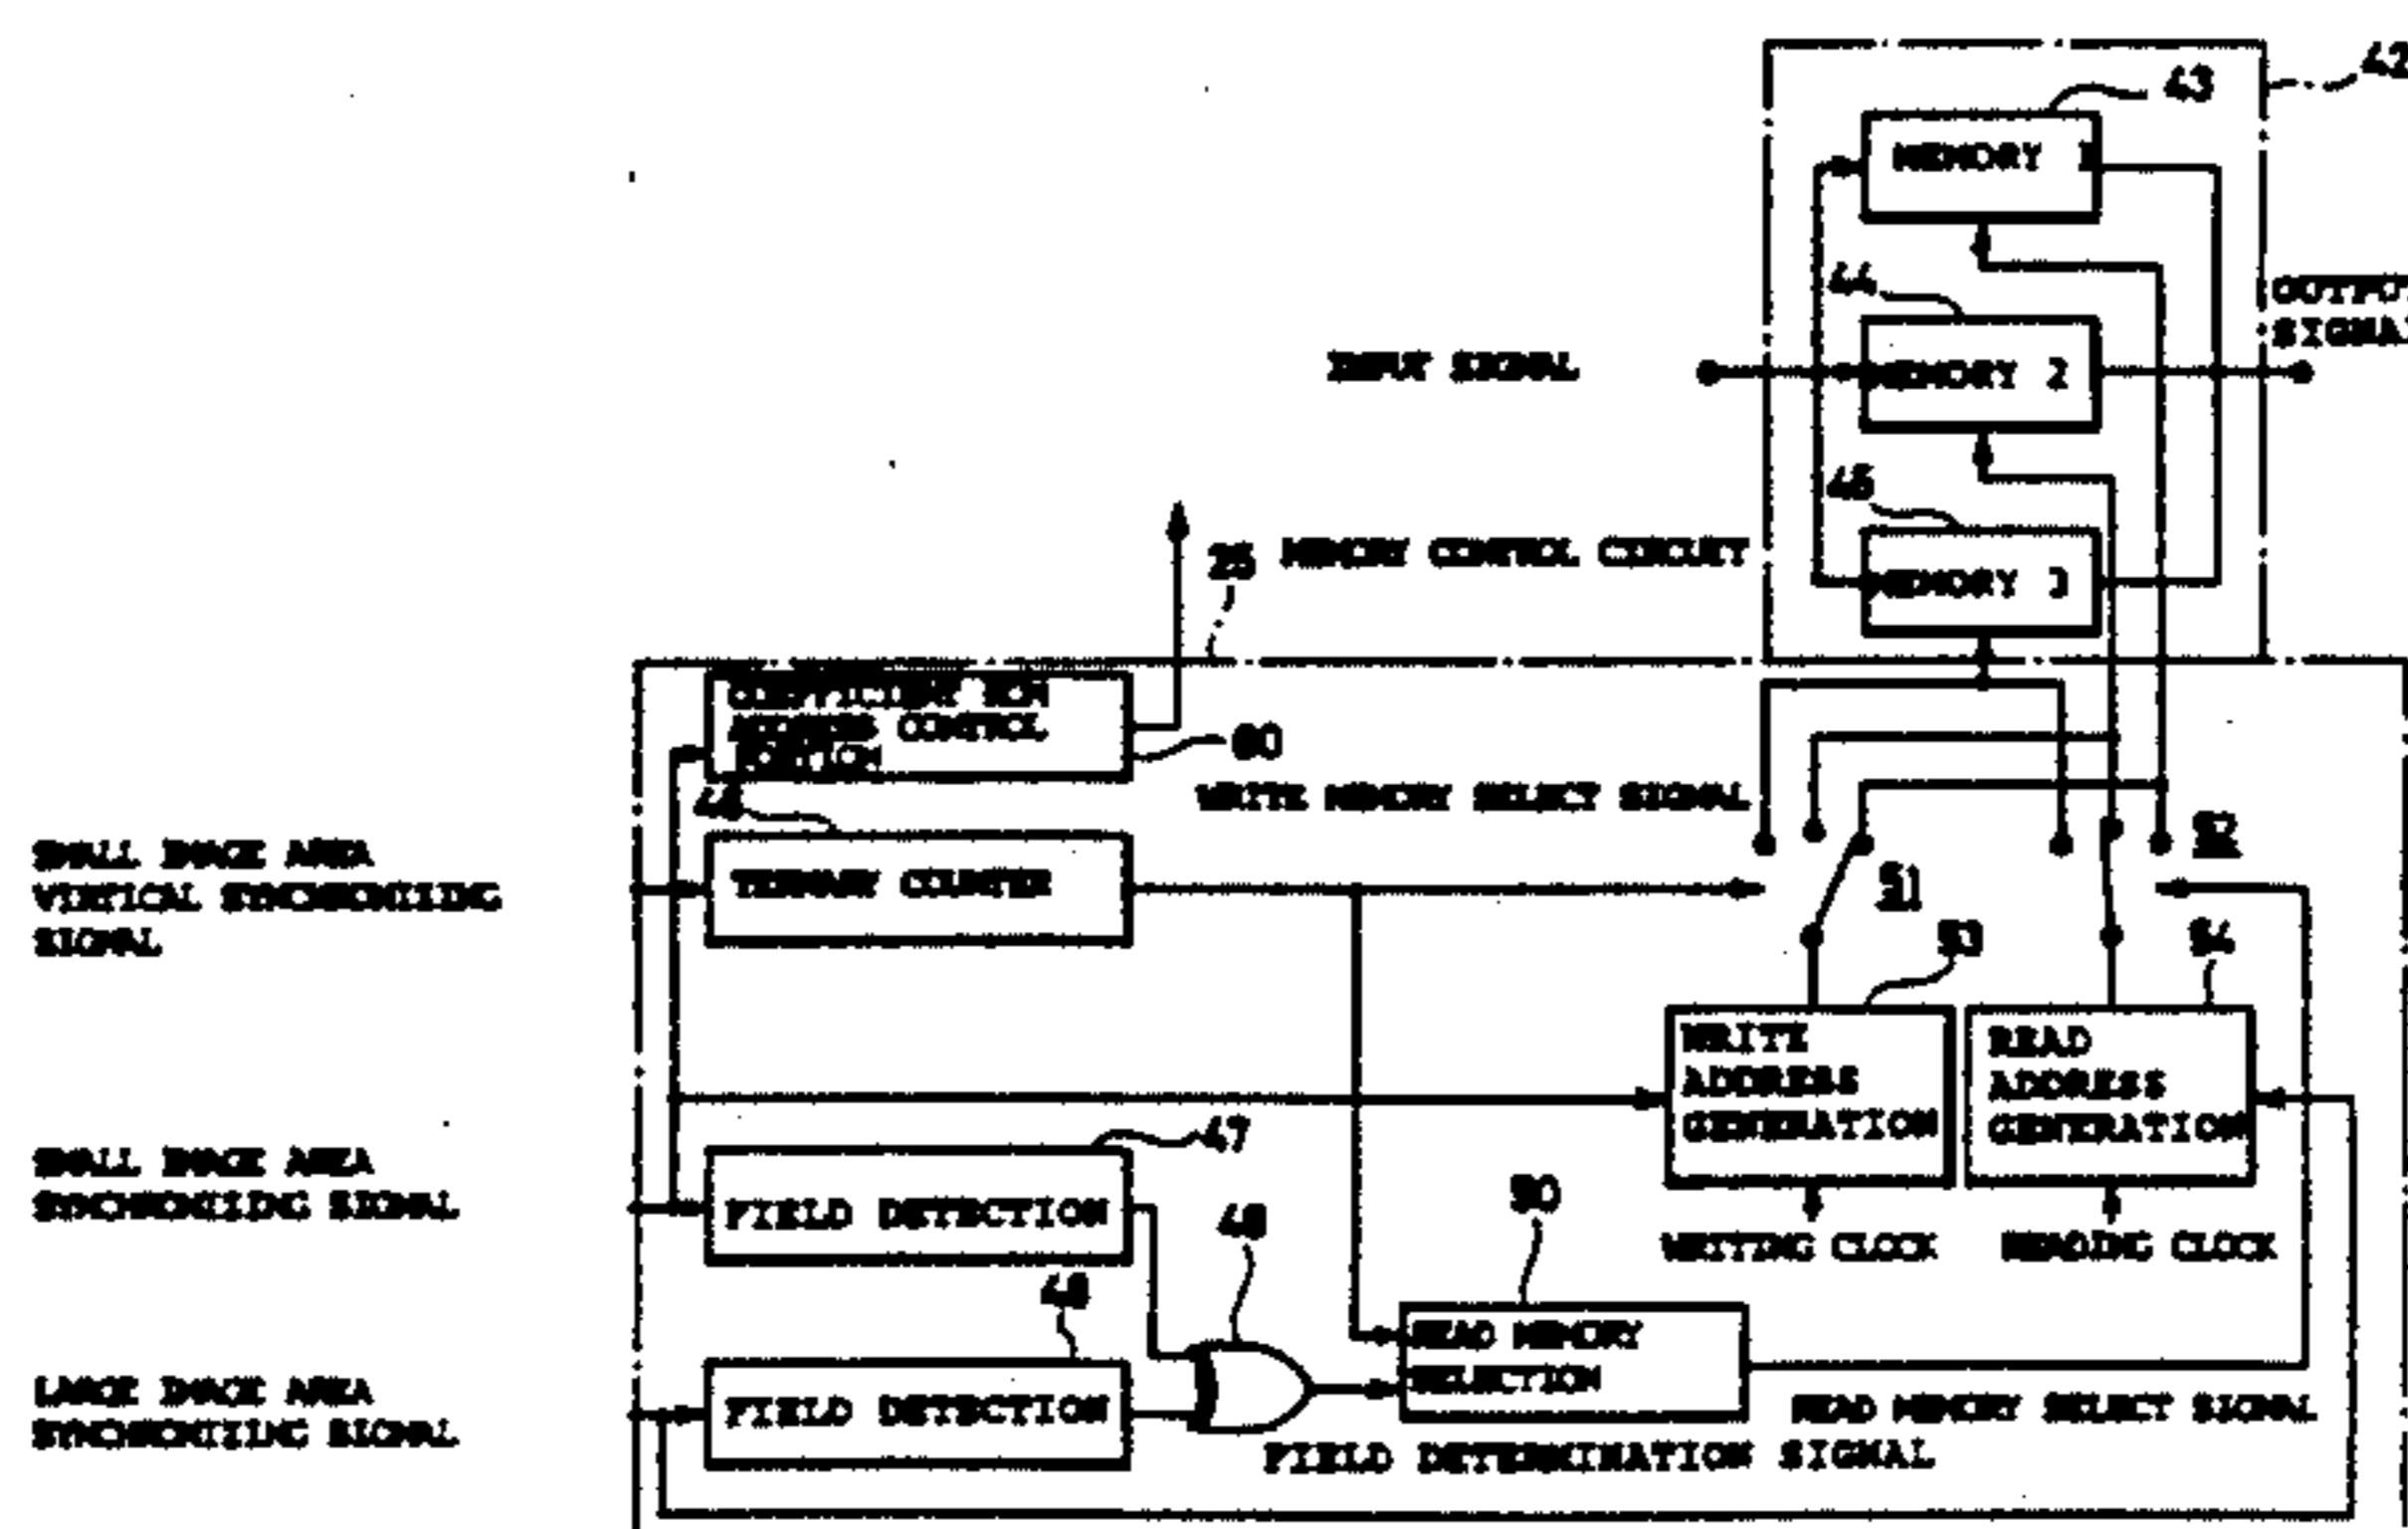 42
43
MEMORY 1
44
OUTPUT
SIGNAL
INPUT SIGNAL
MEMORY 2
45
25 MEMORY CONTROL CIRCUIT
MEMORY 3
COEFFICIENT ROM
ADDRESS CONTROL
PORTION
60
WRITE MEMORY SELECT SIGNAL
52
SMALL IMAGE AREA
VERTICAL SYNCHRONIZING
SIGNAL
TERNARY COUNTER
51
53
54
WRITE
ADDRESS
GENERATION
READ
ADDRESS
GENERATION
47
SMALL IMAGE AREA
SYNCHRONIZING SIGNAL
FIELD DETECTION
50
WRITING CLOCK
READING CLOCK
READ MEMORY
SELECTION
LARGE IMAGE AREA
SYNCHRONIZING SIGNAL
FIELD DETECTION
READ MEMORY SELECT SIGNAL
FIELD DETERMINATION SIGNAL